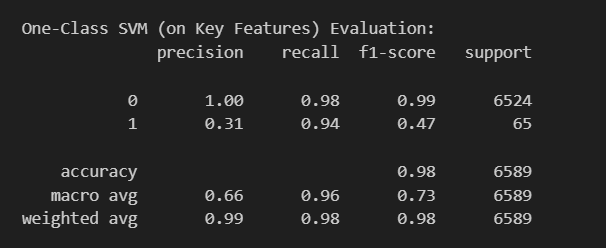 One-Class SVM (on Key Features) Evaluation:
precision recall f1-score support
0 1.00 0.98 0.99 6524
1 0.31 0.94 0.47 65
accuracy 0.98 6589
macro avg 0.66 0.96 0.73 6589
weighted avg 0.99 0.98 0.98 6589